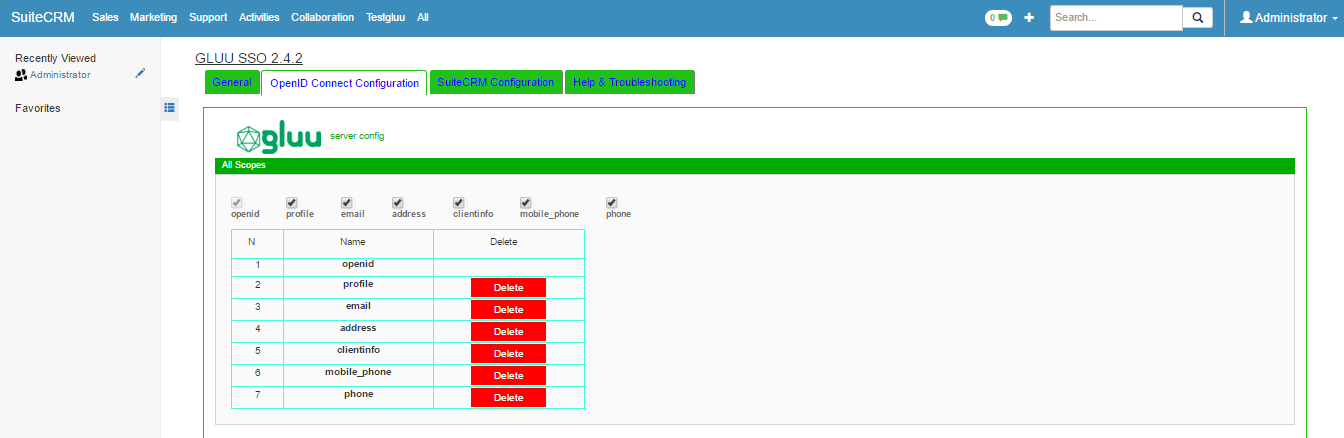 SuiteCRM Sales Marketing Support Activities Collaboration Testgluu All 0 Search... Administrator
Recently Viewed
Administrator
Favorites
GLUU SSO 2.4.2
General OpenID Connect Configuration SuiteCRM Configuration Help & Troubleshooting
gluu server config
All Scopes
openid profile email address clientinfo mobile_phone phone
N Name Delete
1 openid
2 profile Delete
3 email Delete
4 address Delete
5 clientinfo Delete
6 mobile_phone Delete
7 phone Delete